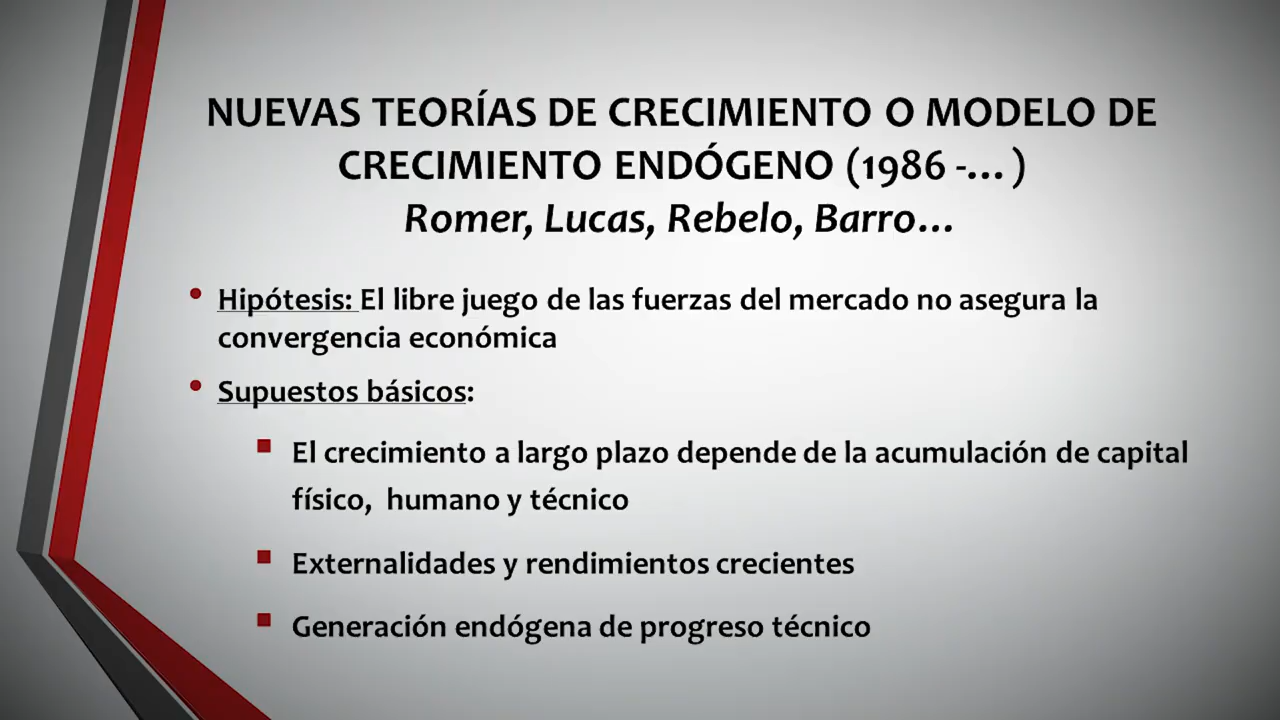 NUEVAS TEORÍAS DE CRECIMIENTO O MODELO DE
CRECIMIENTO ENDÓGENO (1986 -... )
Romer, Lucas, Rebelo, Barro...
• Hipótesis: El libre juego de las fuerzas del mercado no asegura la
convergencia económica
• Supuestos básicos:
▪ El crecimiento a largo plazo depende de la acumulación de capital
físico, humano y técnico
▪ Externalidades y rendimientos crecientes
▪ Generación endógena de progreso técnico